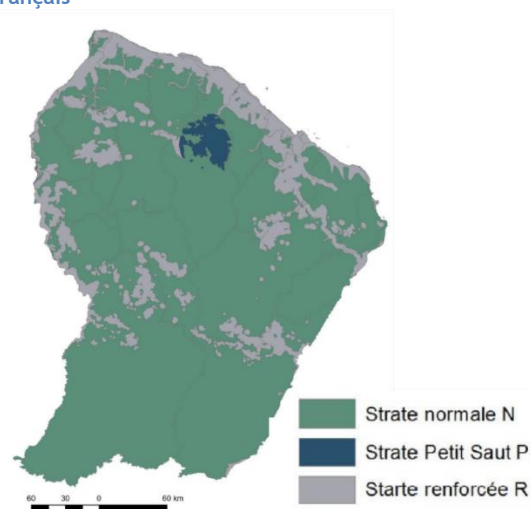 Strate normale N
Strate Petit Saut P
Starte renforcée R
60 30 0 60 km